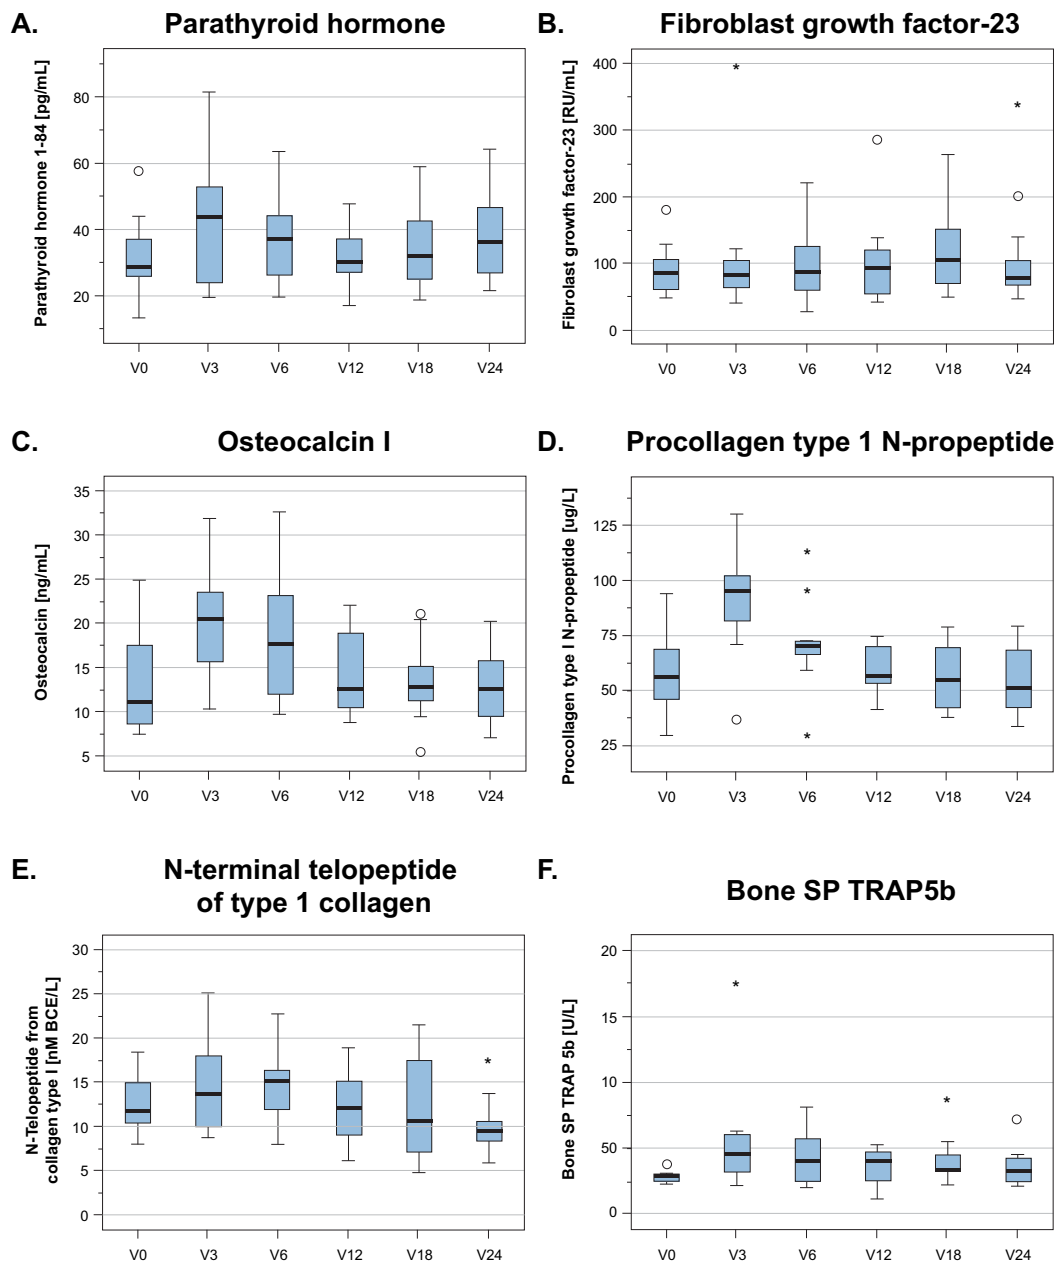 A. Parathyroid hormone
Parathyroid hormone 1-84 [pg/mL]
80
60
40
20
V0 V3 V6 V12 V18 V24
B. Fibroblast growth factor-23
Fibrolast growth factor-23 [RU/mL]
400
300
200
100
0
V0 V3 V6 V12 V18 V24
C. Osteocalcin I
Osteocalcin [ng/mL]
35
30
25
20
15
10
5
V0 V3 V6 V12 V18 V24
D. Procollagen type 1 N-propeptide
Procollagen type I N-propeptide [ug/L]
125
100
75
50
25
V0 V3 V6 V12 V18 V24
E. N-terminal telopeptide
of type 1 collagen
N-Telopeptide from
collagen type I [nM BCE/L]
30
25
20
15
10
5
0
V0 V3 V6 V12 V18 V24
F. Bone SP TRAP5b
Bone SP TRAP 5b [U/L]
20
15
10
50
0
V0 V3 V6 V12 V18 V24